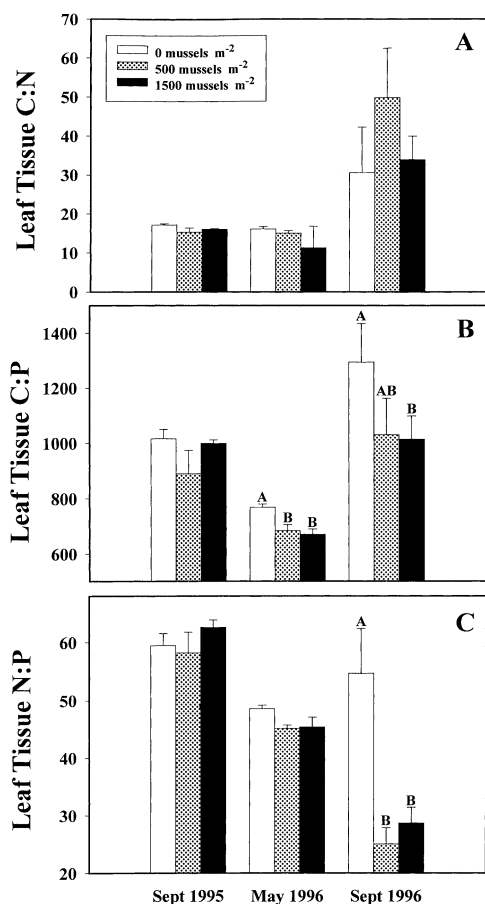 Leaf Tissue C:N
70
60
50
40
30
20
10
0
0 mussels m-2
500 mussels m-2
1500 mussels m-2
A
Leaf Tissue C:P
1400
1200
1000
800
600
A
B
B
A
AB
B
B
Leaf Tissue N:P
60
50
40
30
20
A
B
B
C
Sept 1995 May 1996 Sept 1996